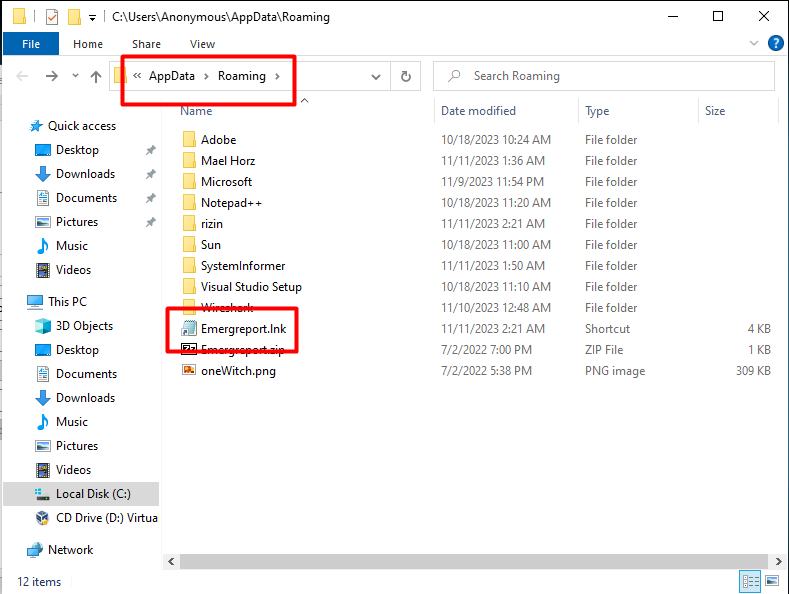 C:\Users\Anonymous\AppData\Roaming
File Home Share View
« AppData › Roaming › Search Roaming
Name Date modified Type Size
Quick access
Desktop
Downloads
Documents
Pictures
Music
Videos
This PC
3D Objects
Desktop
Documents
Downloads
Music
Pictures
Videos
Local Disk (C:)
CD Drive (D:) Virtua
Network
Adobe 10/18/2023 10:24 AM File folder
Mael Horz 11/11/2023 1:36 AM File folder
Microsoft 11/9/2023 11:54 PM File folder
Notepad++ 10/18/2023 11:20 AM File folder
rizin 11/11/2023 2:21 AM File folder
Sun 10/18/2023 11:00 AM File folder
SystemInformer 11/11/2023 1:50 AM File folder
Visual Studio Setup 10/18/2023 11:10 AM File folder
Wireshark 11/10/2023 12:48 AM File folder
Emergreport.lnk 11/11/2023 2:21 AM Shortcut 4 KB
Emergreport.zip 7/2/2022 7:00 PM ZIP File 1 KB
oneWitch.png 7/2/2022 5:38 PM PNG image 309 KB
12 items